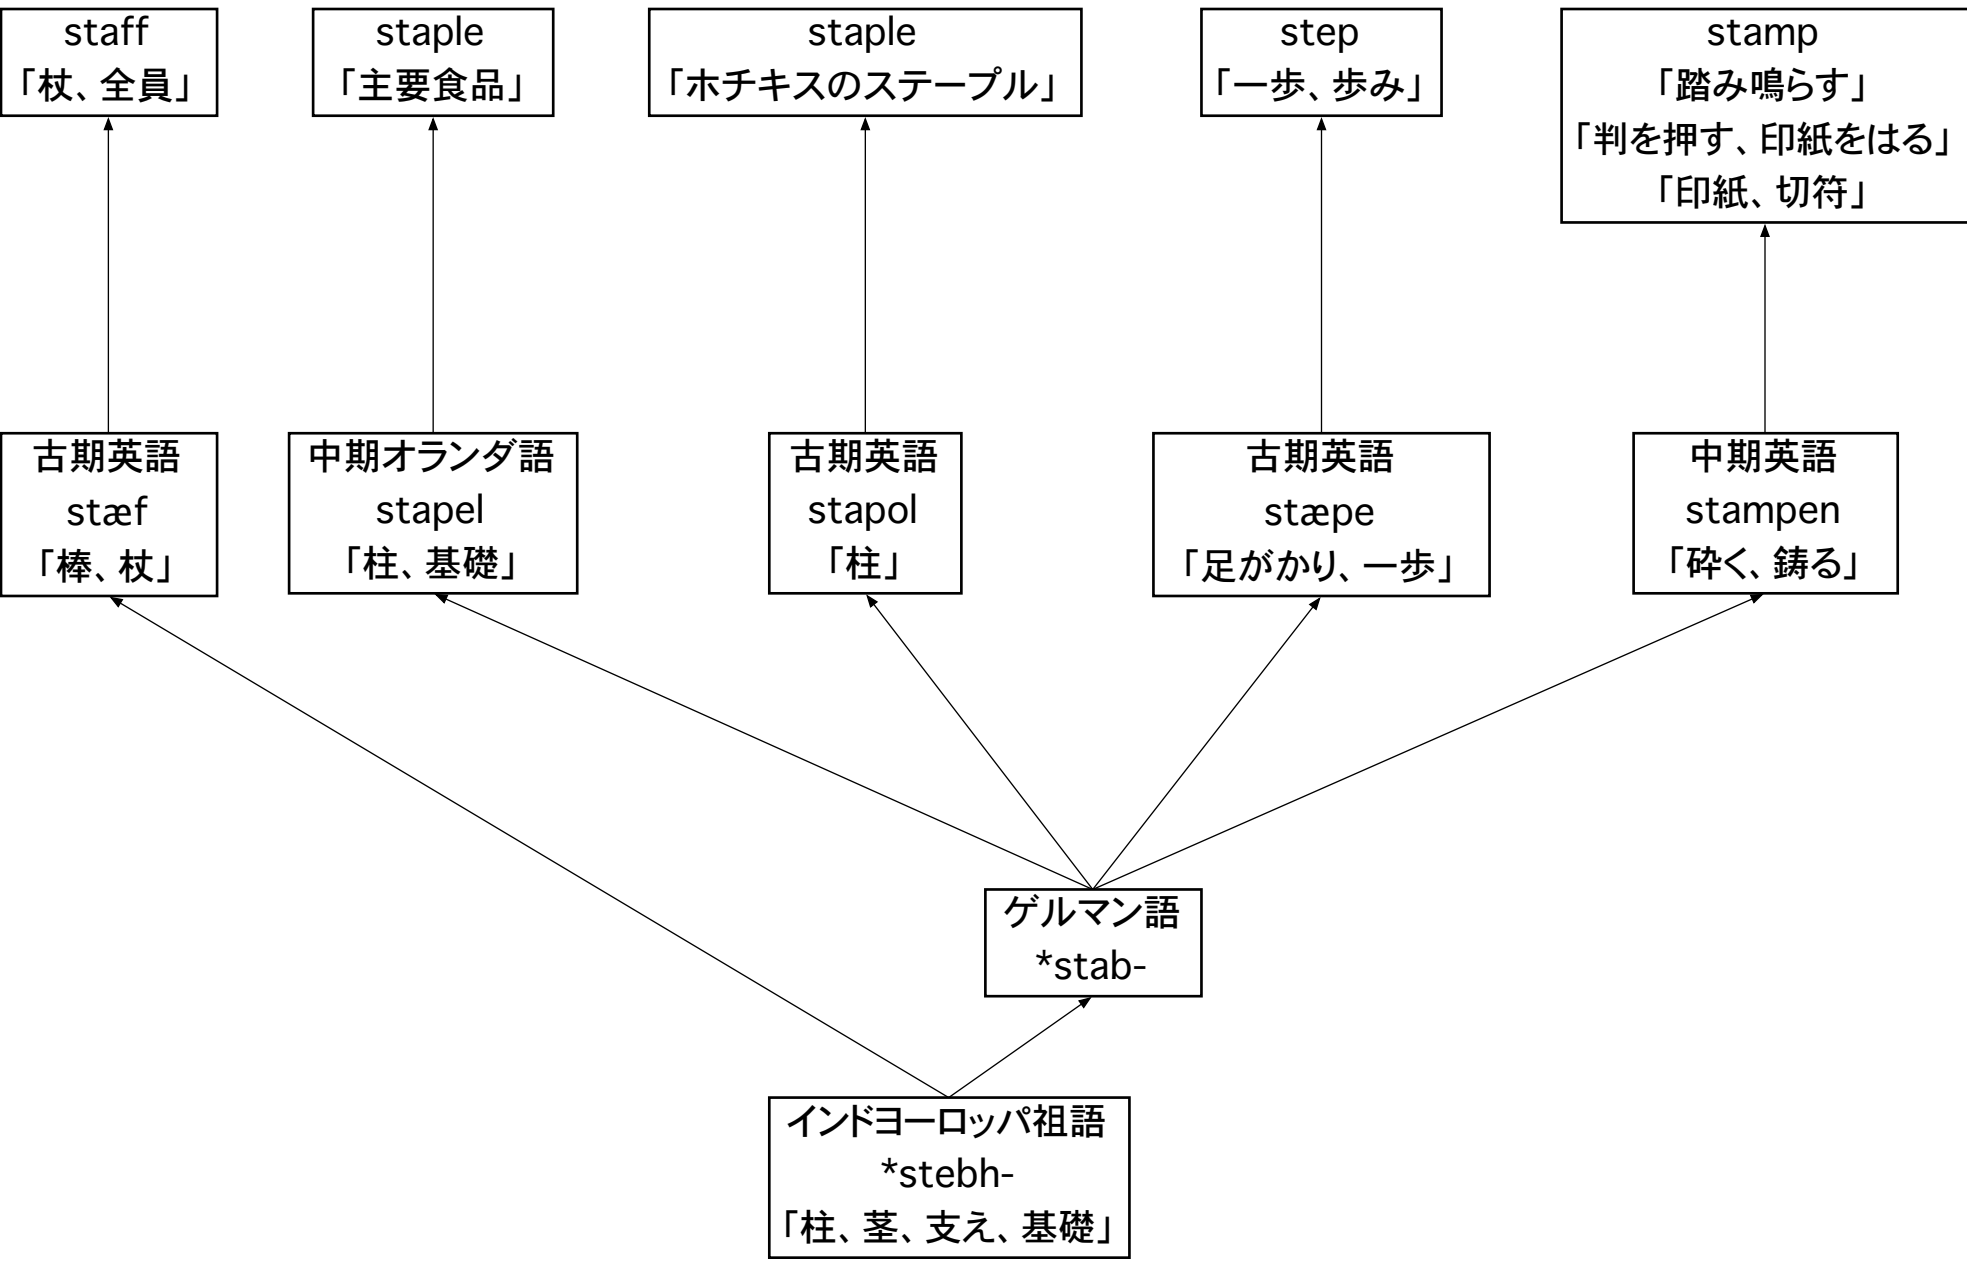 staff
「杖、全員」
staple
「主要食品」
staple
「ホチキスのステープル」
step
「一歩、歩み」
stamp
「踏み鳴らす」
「判を押す、印紙をはる」
「印紙、切符」
古期英語
stæf
「棒、杖」
中期オランダ語
stapel
「柱、基礎」
古期英語
stapol
「柱」
古期英語
stæpe
「足がかり、一歩」
中期英語
stampen
「砕く、鋳る」
ゲルマン語
*stab-
インドヨーロッパ祖語
*stebh-
「柱、茎、支え、基礎」